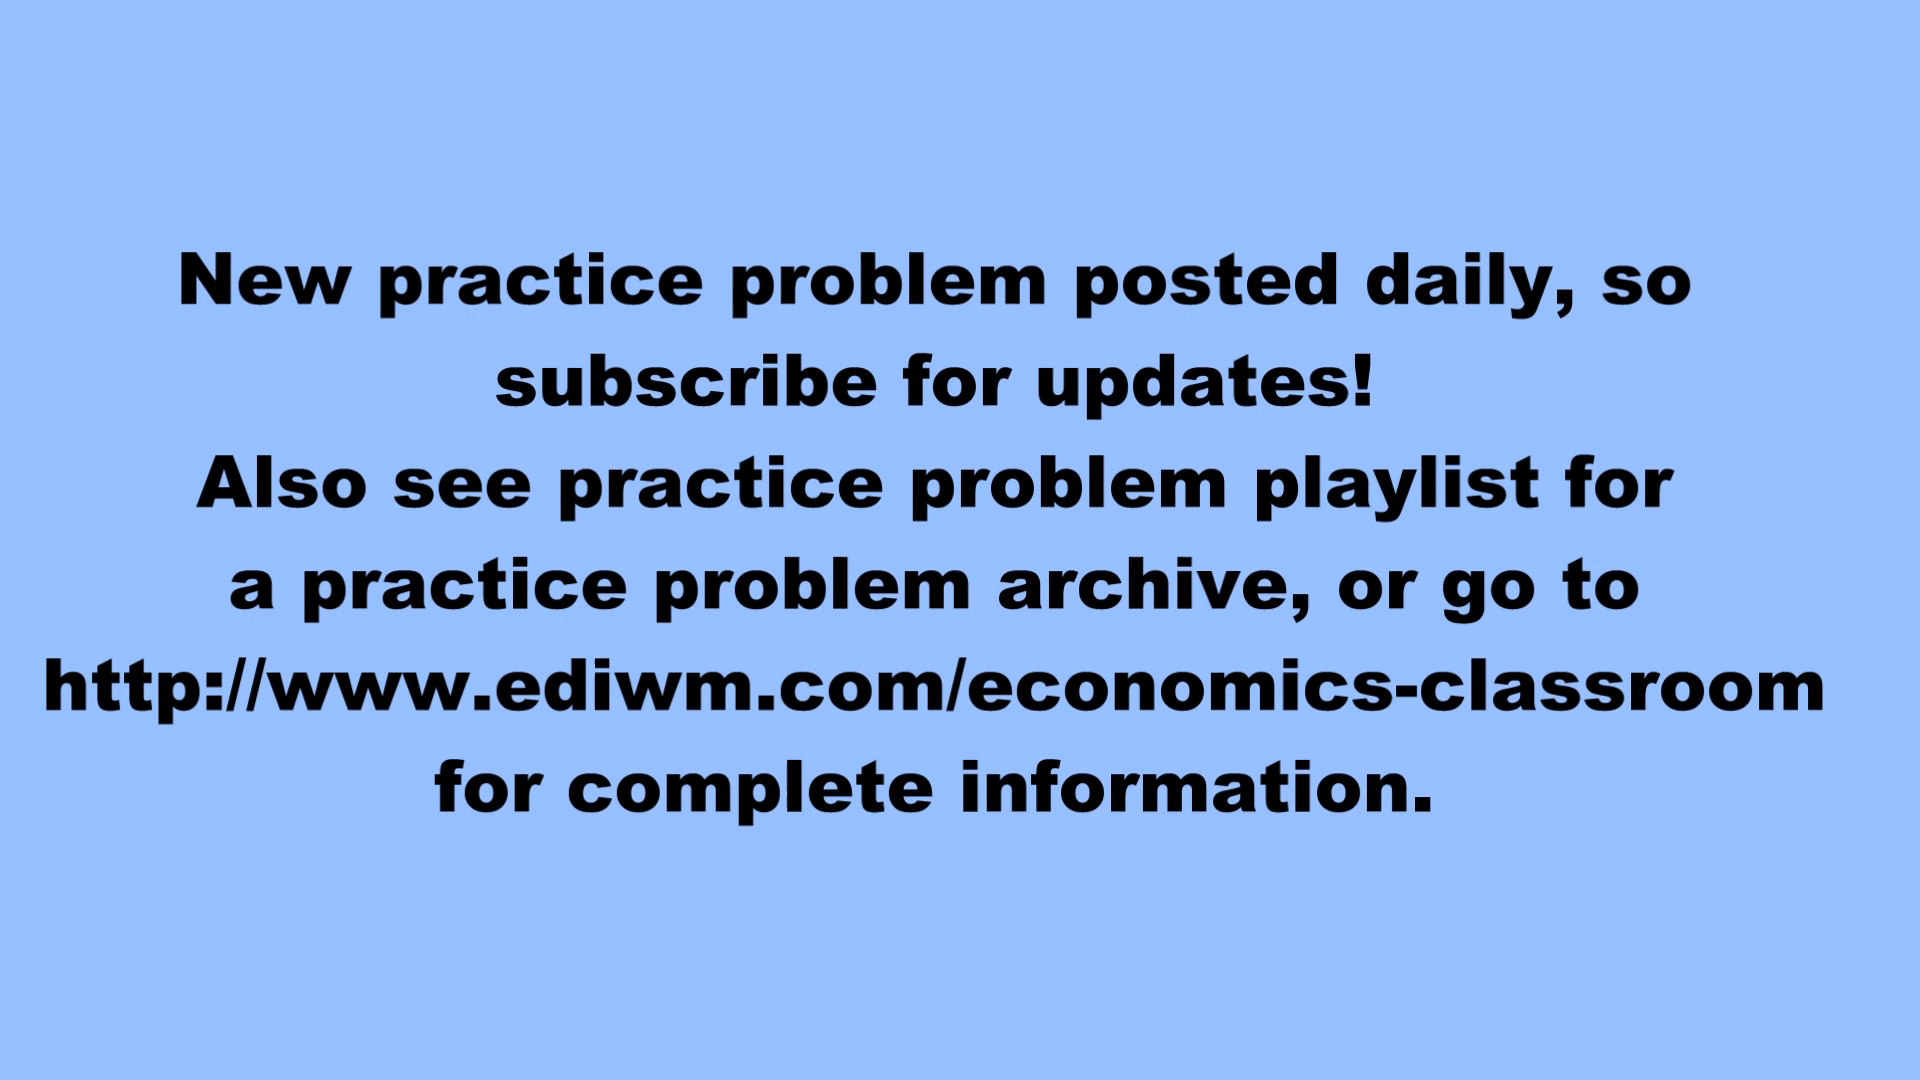 New practice problem posted daily, so
subscribe for updates!
Also see practice problem playlist for
a practice problem archive, or go to
http://www.ediwm.com/economics-classroom
for complete information.